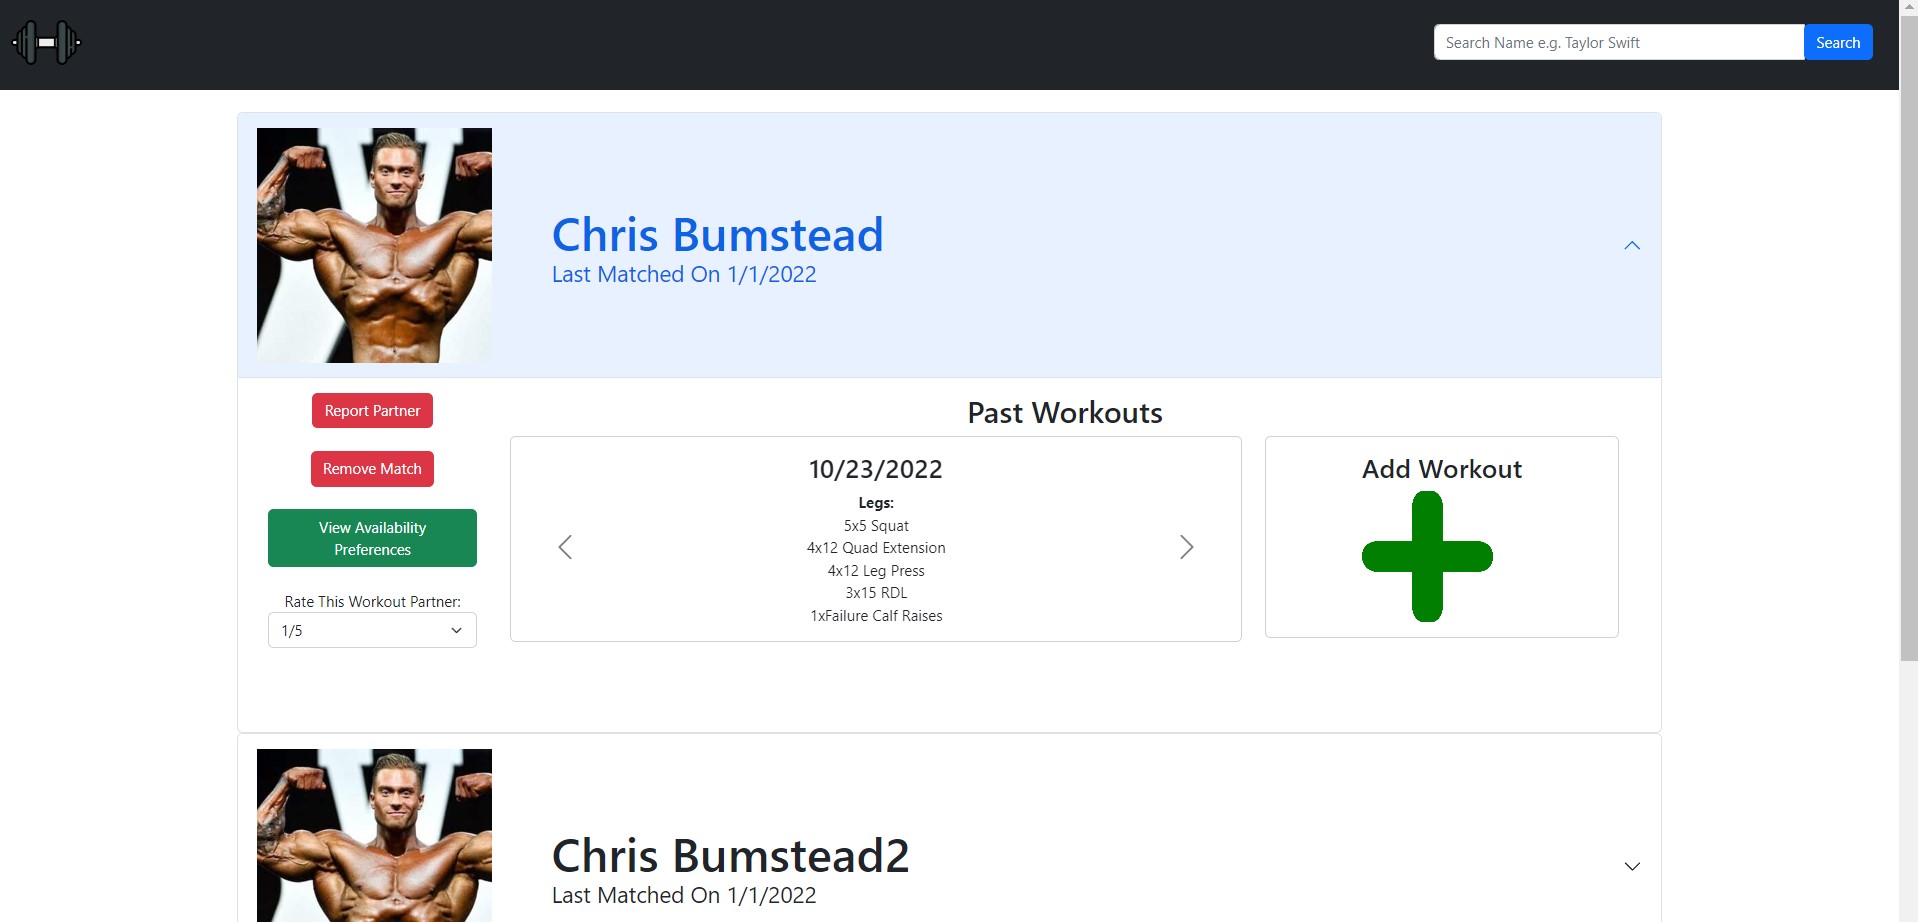 Search Name e.g. Taylor Swift
Search
Chris Bumstead
Last Matched On 1/1/2022
Report Partner
Remove Match
View Availability
Preferences
Rate This Workout Partner:
1/5
Past Workouts
10/23/2022
Legs:
5x5 Squat
4x12 Quad Extension
4x12 Leg Press
3x15 RDL
1xFailure Calf Raises
Add Workout
Chris Bumstead2
Last Matched On 1/1/2022